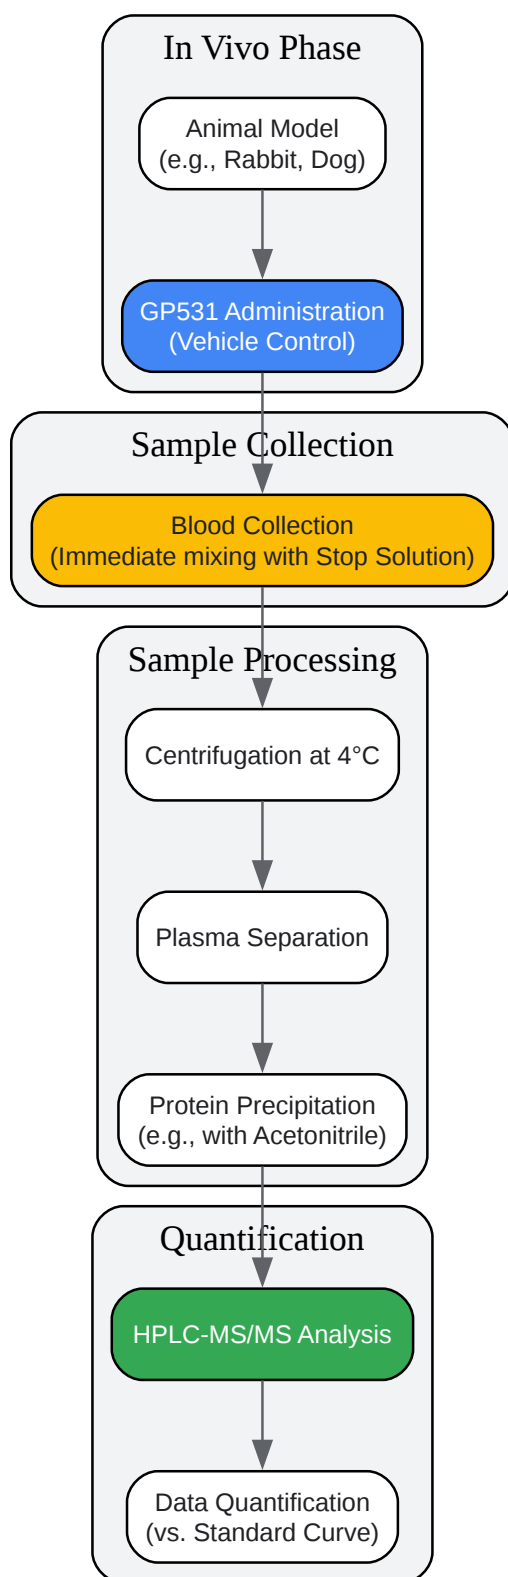 In Vivo Phase
Animal Model
(e.g., Rabbit, Dog)
GP531 Administration
(Vehicle Control)
Sample Collection
Blood Collection
(Immediate mixing with Stop Solution)
Sample Processing
Centrifugation at 4°C
Plasma Separation
Protein Precipitation
(e.g., with Acetonitrile)
Quantification
HPLC-MS/MS Analysis
Data Quantification
(vs. Standard Curve)